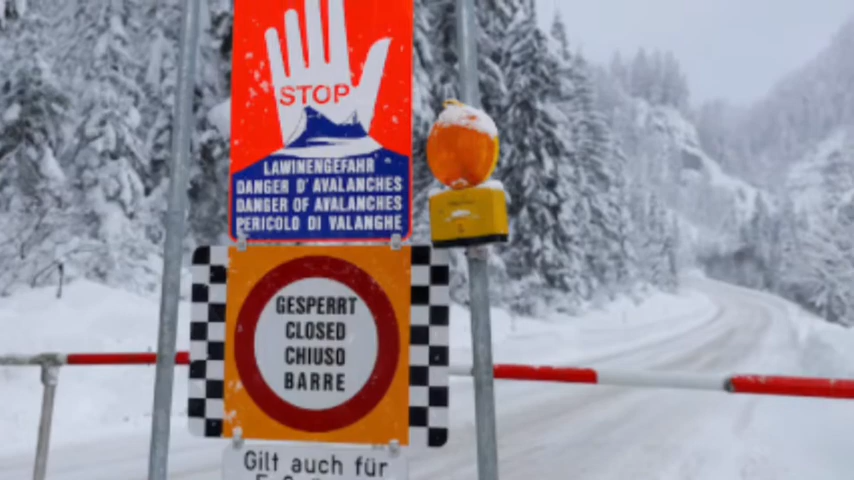 STOP
LAWINENGEFAHR
DANGER D'AVALANCHES
DANGER OF AVALANCHES
PERICOLO DI VALANGHE
GESPERRT
CLOSED
CHIUSO
BARRE
Gilt auch für